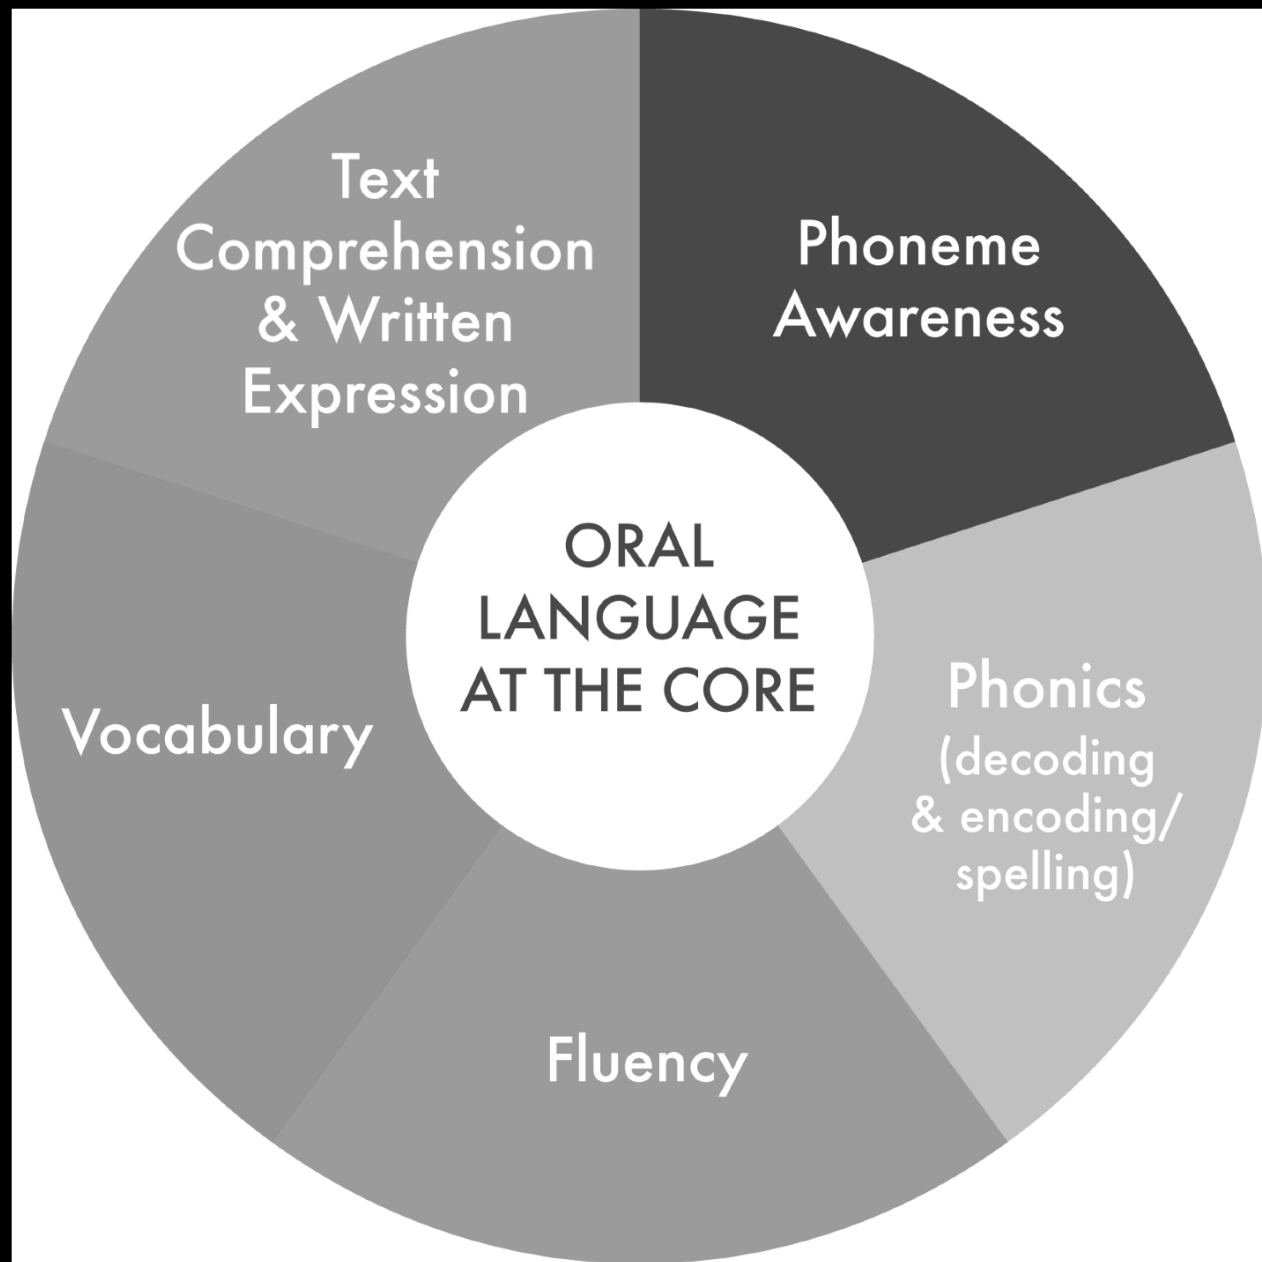 Text
Comprehension
& Written
Expression
Phoneme
Awareness
ORAL
LANGUAGE
AT THE CORE
Phonics
(decoding
& encoding/
spelling)
Vocabulary
Fluency